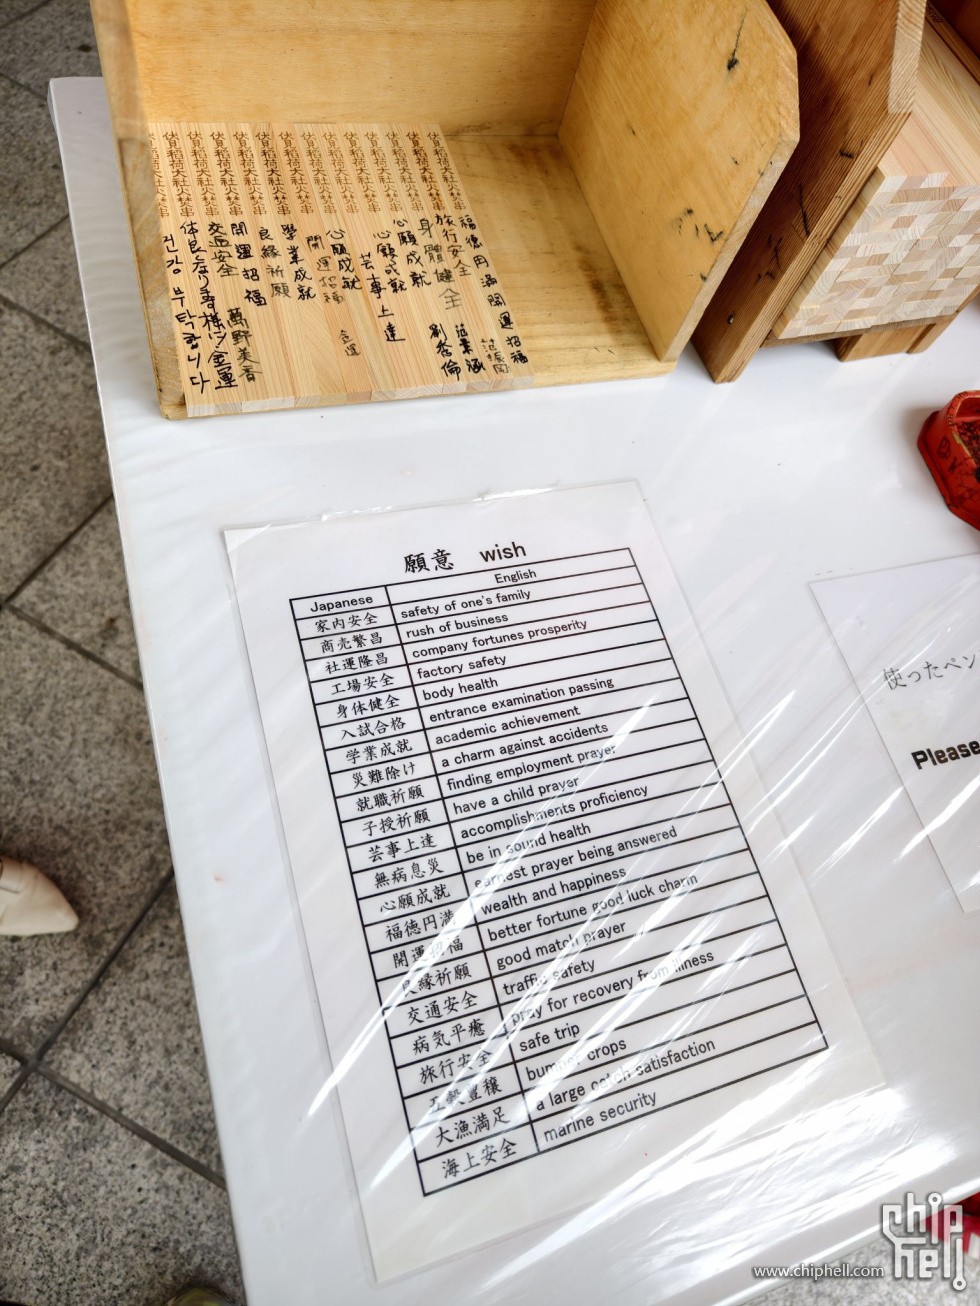 伏見稲荷大社火焚串
伏見稲荷大社火焚串
伏見稲荷大社火焚串
伏見稲荷大社火焚串
伏見稲荷大社火焚串
伏見稲荷大社火焚串
伏見稲荷大社火焚串
伏見稲荷大社火焚串
伏見稲荷大社火焚串
伏見稲荷大社火焚串
伏見稲荷大社火焚串
伏見稲荷大社火焚串
伏見稲荷大社火焚串
福德円満開運招福
旅行安全
身體健全
心願成就
心願成就
芸事上達
心願成就
開運招福
学業成就
良縁祈願
開運招福
交通安全
萬野美香
体良くなります様に 金運
건강 부탁합니다
願意 wish
Japanese English
家内安全 safety of one's family
商売繁昌 rush of business
社運隆昌 company fortunes prosperity
工場安全 factory safety
身体健全 body health
入試合格 entrance examination passing
学業成就 academic achievement
災難除け a charm against accidents
就職祈願 finding employment prayer
子授祈願 have a child prayer
芸事上達 accomplishments proficiency
無病息災 be in sound health
心願成就 earnest prayer being answered
福徳円満 wealth and happiness
開運招福 better fortune good luck charm
良縁祈願 good match prayer
交通安全 traffic safety
病気平癒 pray for recovery from illness
旅行安全 safe trip
五穀豊穣 bumper crops
大漁満足 a large catch satisfaction
海上安全 marine security
使ったペン
Please
chip hell
www.chiphell.com